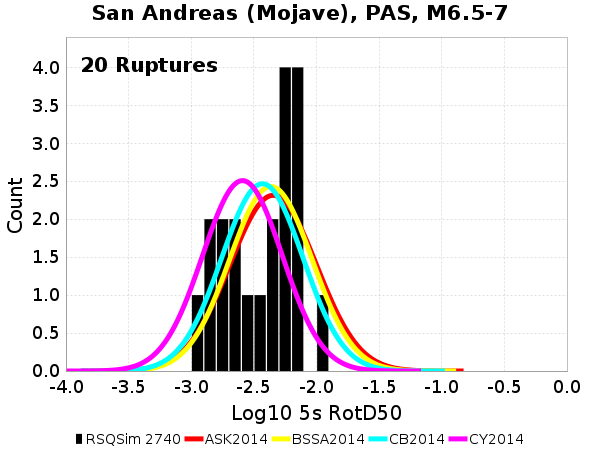 San Andreas (Mojave), PAS, M6.5-7
20 Ruptures
4.0
3.5
3.0
2.5
2.0
1.5
1.0
0.5
0.0
Count
-4.0 -3.5 -3.0 -2.5 -2.0 -1.5 -1.0 -0.5 0.0
Log10 5s RotD50
RSQSim 2740 ASK2014 BSSA2014 CB2014 CY2014